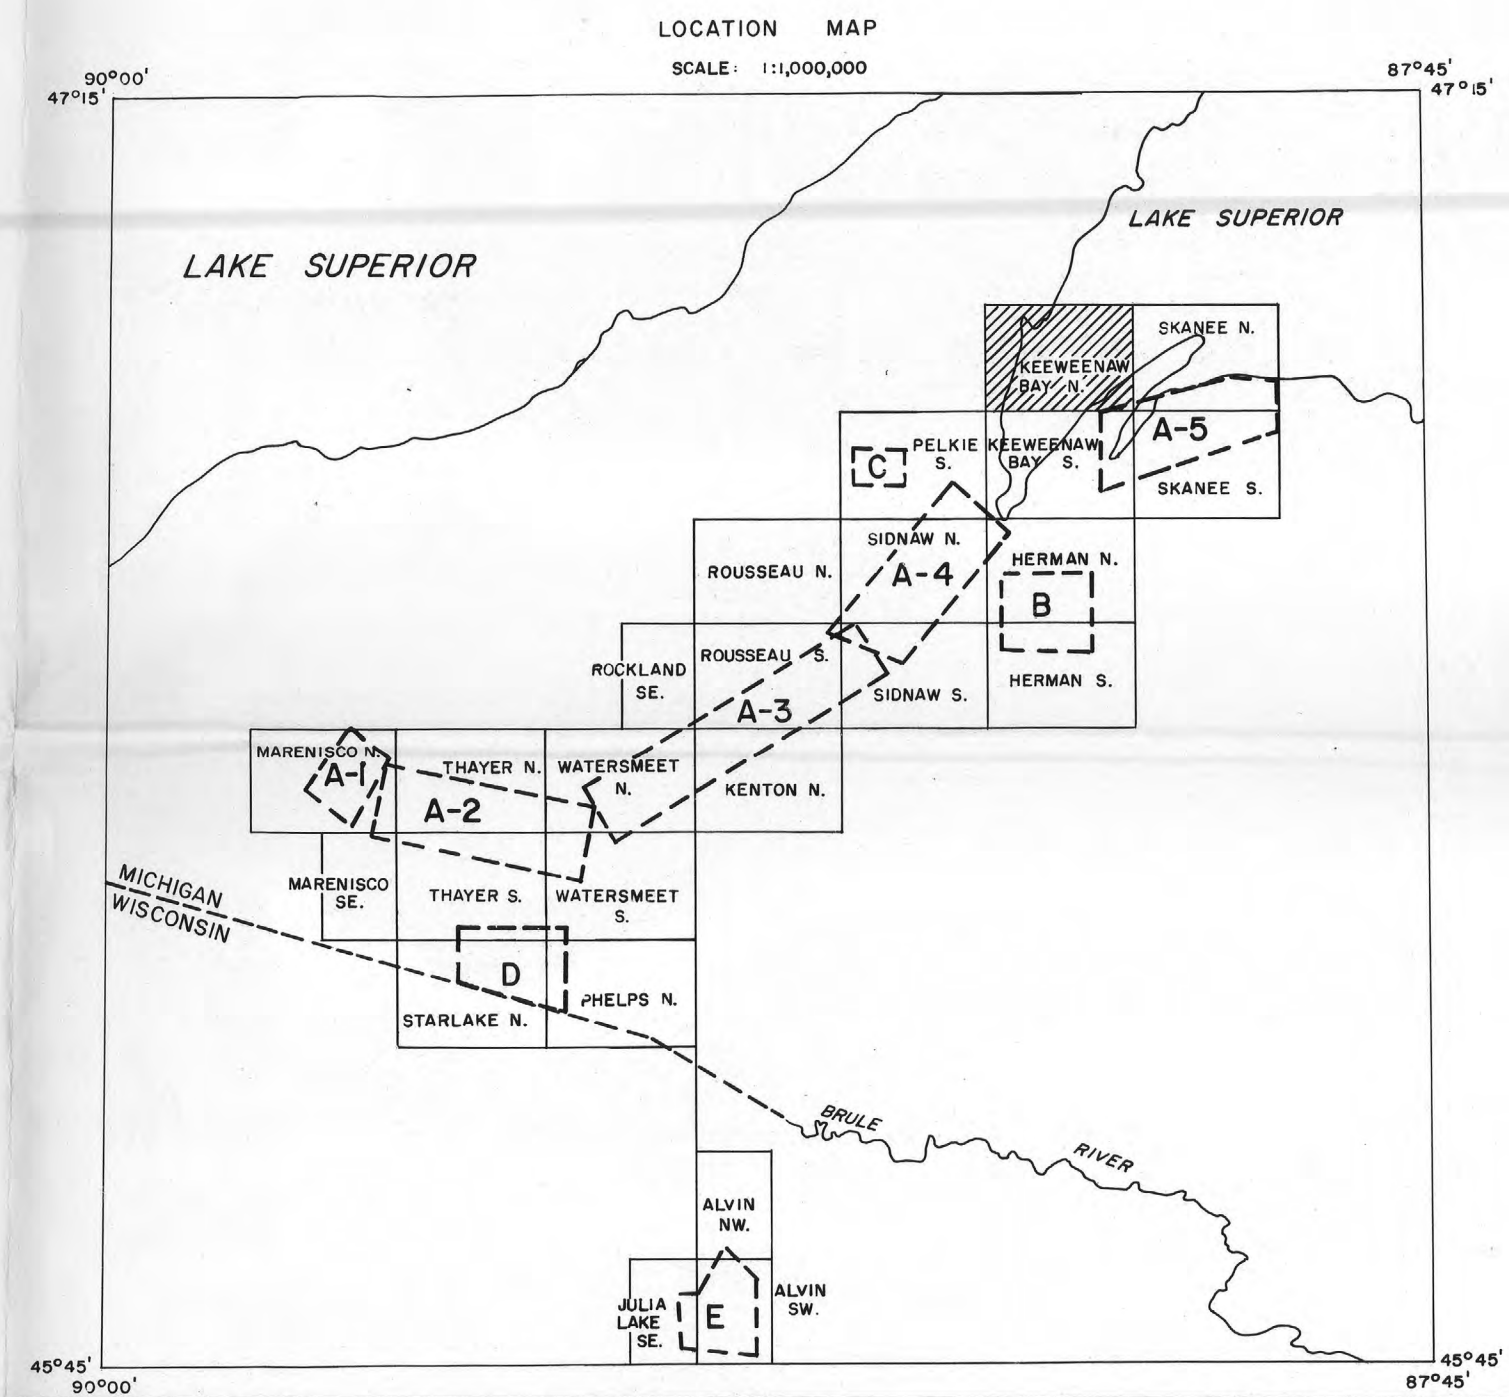 LOCATION MAP
SCALE: 1:1,000,000
90°00'
87°45'
47°15'
47°15'
LAKE SUPERIOR
LAKE SUPERIOR
SKANEE N.
KEEWEENAW
BAY N.
A-5
PELKIE
S.
KEEWEENAW
BAY S.
C
SKANEE S.
SIDNAW N.
HERMAN N.
ROUSSEAU N.
A-4
B
ROUSSEAU S.
ROCKLAND
SE.
HERMAN S.
SIDNAW S.
A-3
MARENISCO N.
A-1
THAYER N.
WATERSMEET
N.
KENTON N.
A-2
MICHIGAN
WISCONSIN
MARENISCO
SE.
THAYER S.
WATERSMEET
S.
D
PHELPS N.
STARLAKE N.
BRULE
RIVER
ALVIN
NW.
JULIA
LAKE
SE.
E
ALVIN
SW.
45°45'
45°45'
90°00'
87°45'